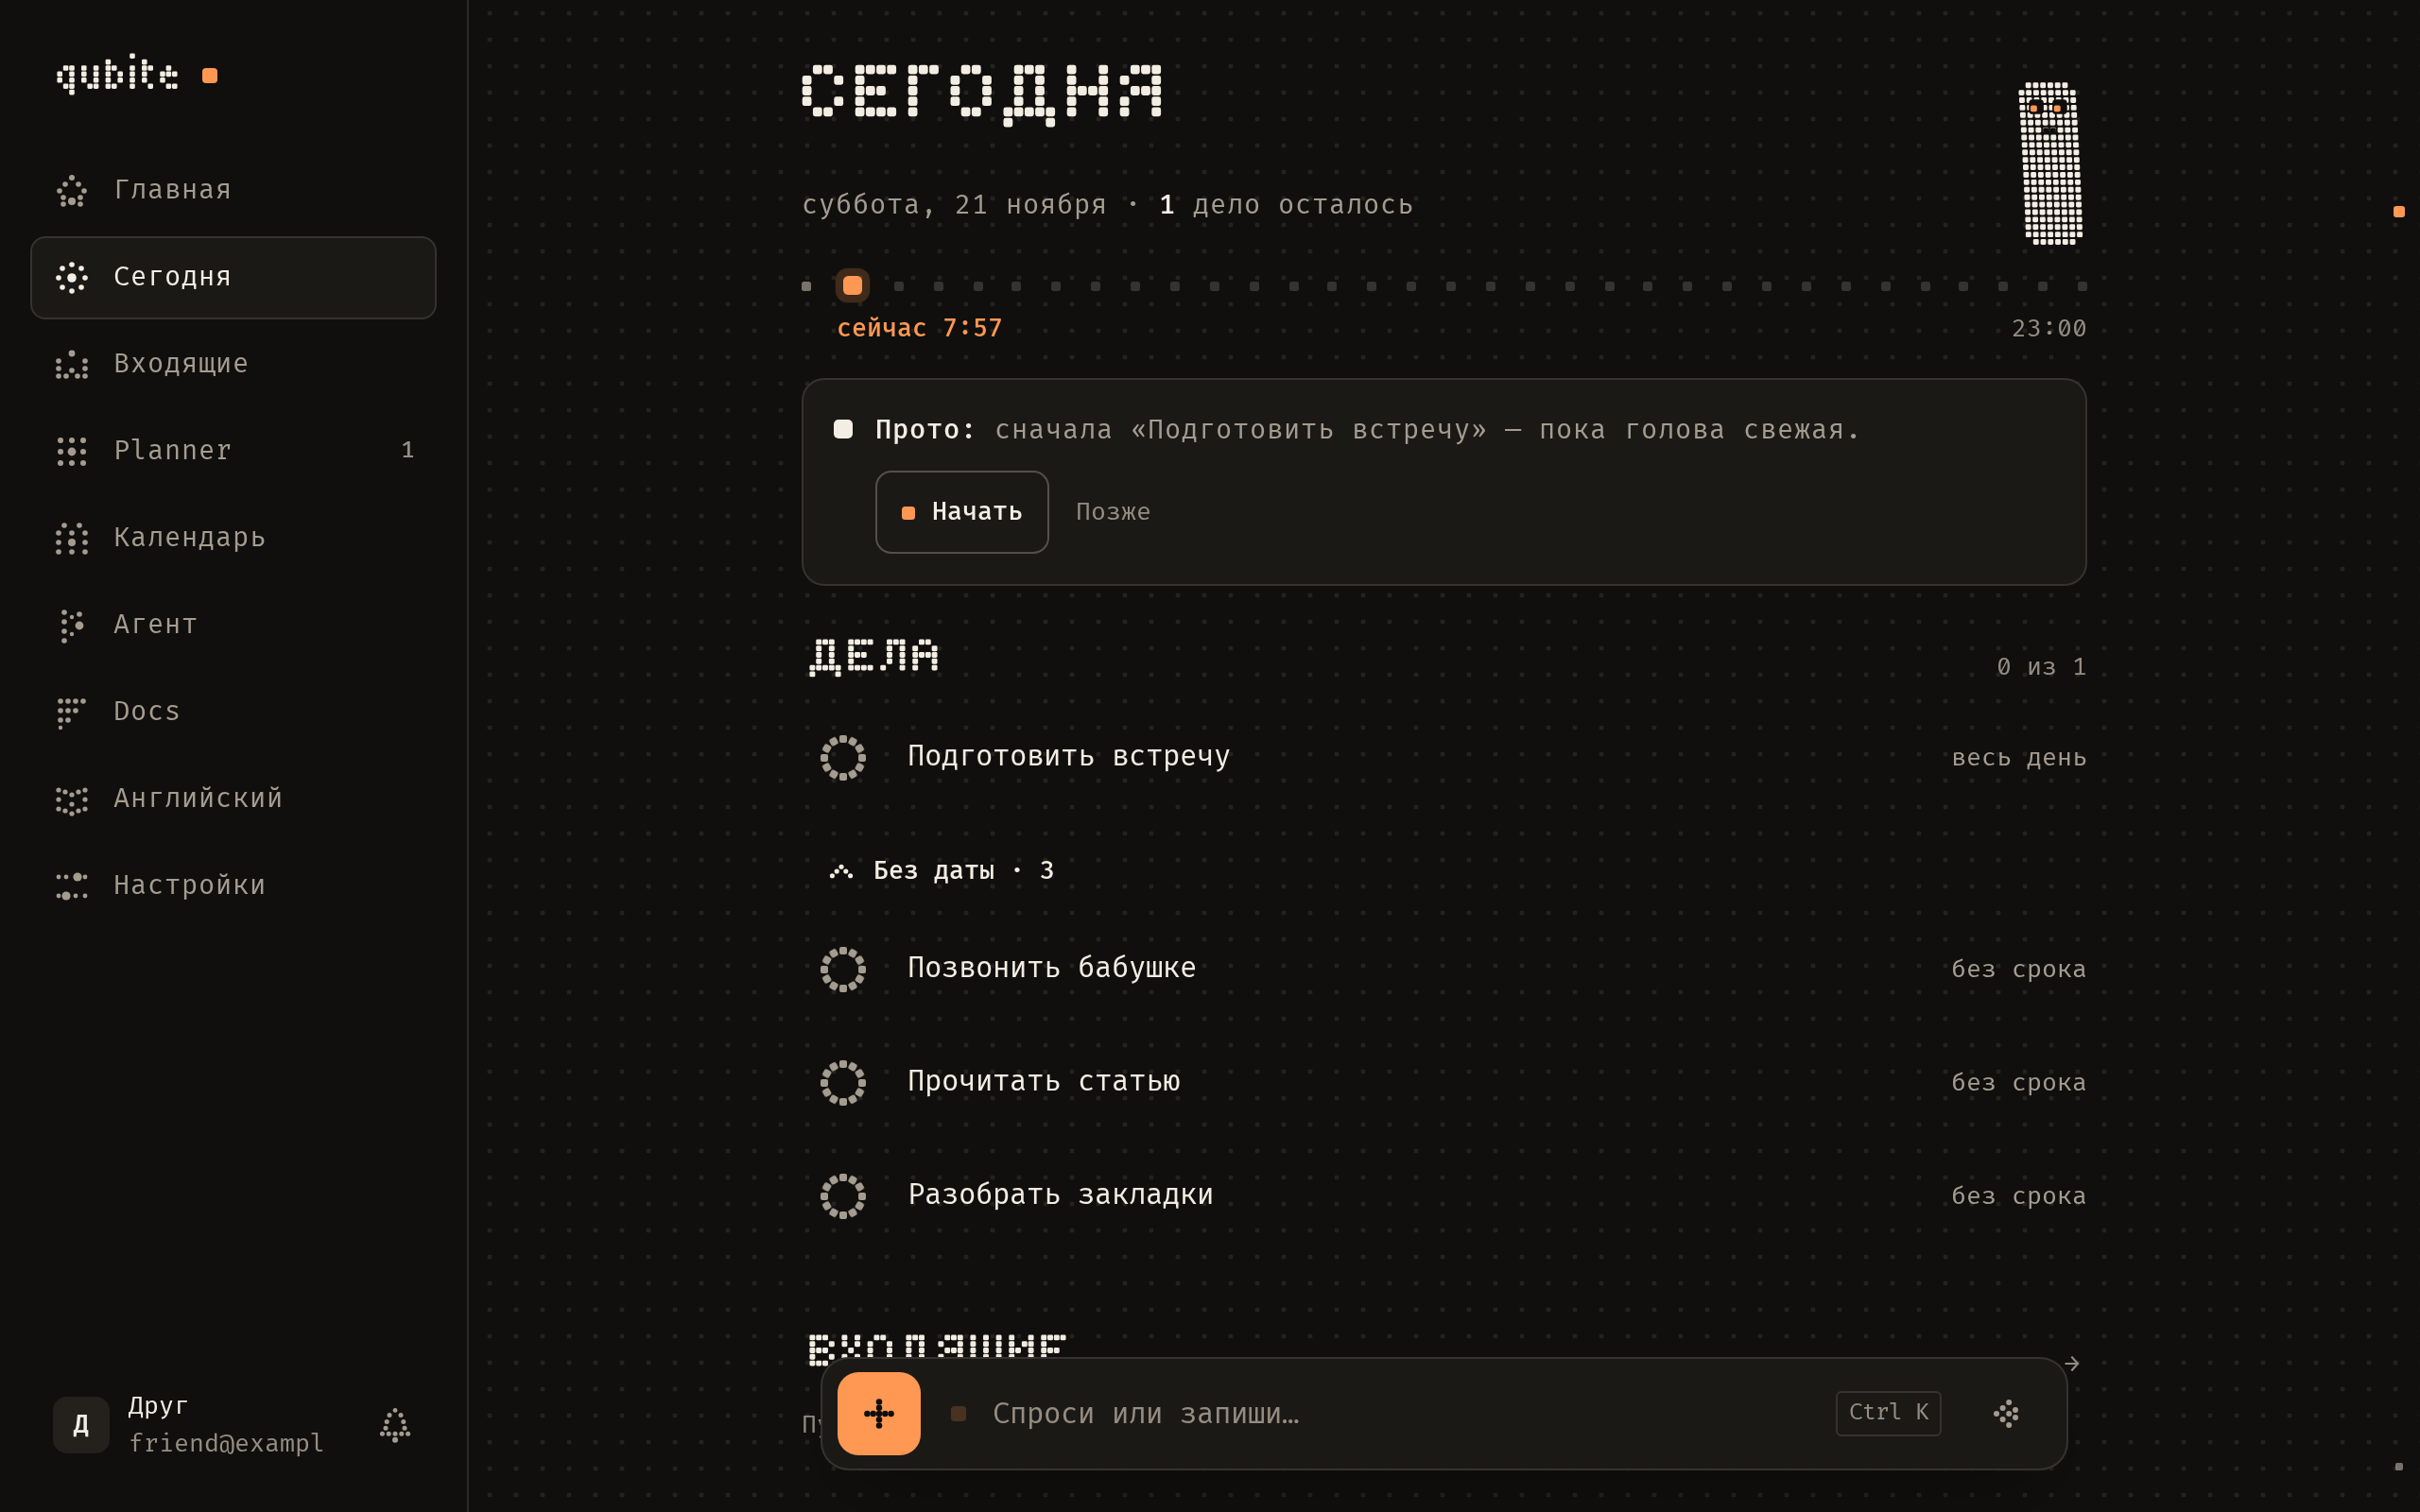 qubite
Главная
Сегодня
Входящие
Planner 1
Календарь
Агент
Docs
Английский
Настройки
Д
Друг
friend@exampl
СЕГОДНЯ
суббота, 21 ноября · 1 дело осталось
сейчас 7:57
23:00
Прото: сначала «Подготовить встречу» — пока голова свежая.
Начать
Позже
ДЕЛА
0 из 1
Подготовить встречу
весь день
Без даты · 3
Позвонить бабушке
без срока
Прочитать статью
без срока
Разобрать закладки
без срока
ВХОДЯЩИЕ
→
Спроси или запиши…
Ctrl K